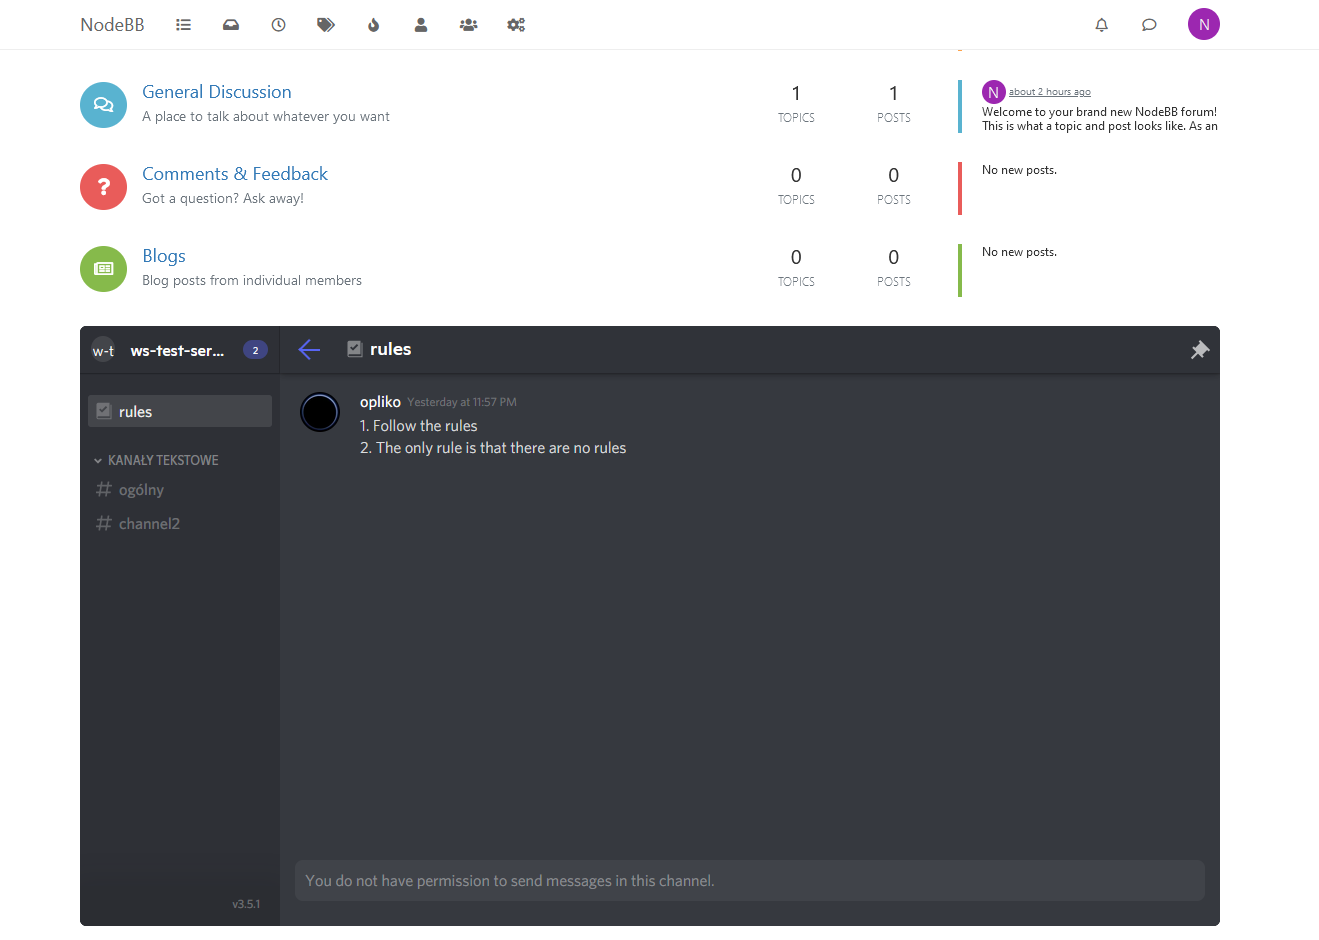 NodeBB
N
General Discussion
A place to talk about whatever you want
1
TOPICS
1
POSTS
N about 2 hours ago
Welcome to your brand new NodeBB forum!
This is what a topic and post looks like. As an
Comments & Feedback
Got a question? Ask away!
0
TOPICS
0
POSTS
No new posts.
Blogs
Blog posts from individual members
0
TOPICS
0
POSTS
No new posts.
w-t ws-test-ser... 2
rules
rules
KANAŁY TEKSTOWE
ogólny
channel2
v3.5.1
opliko Yesterday at 11:57 PM
1. Follow the rules
2. The only rule is that there are no rules
You do not have permission to send messages in this channel.